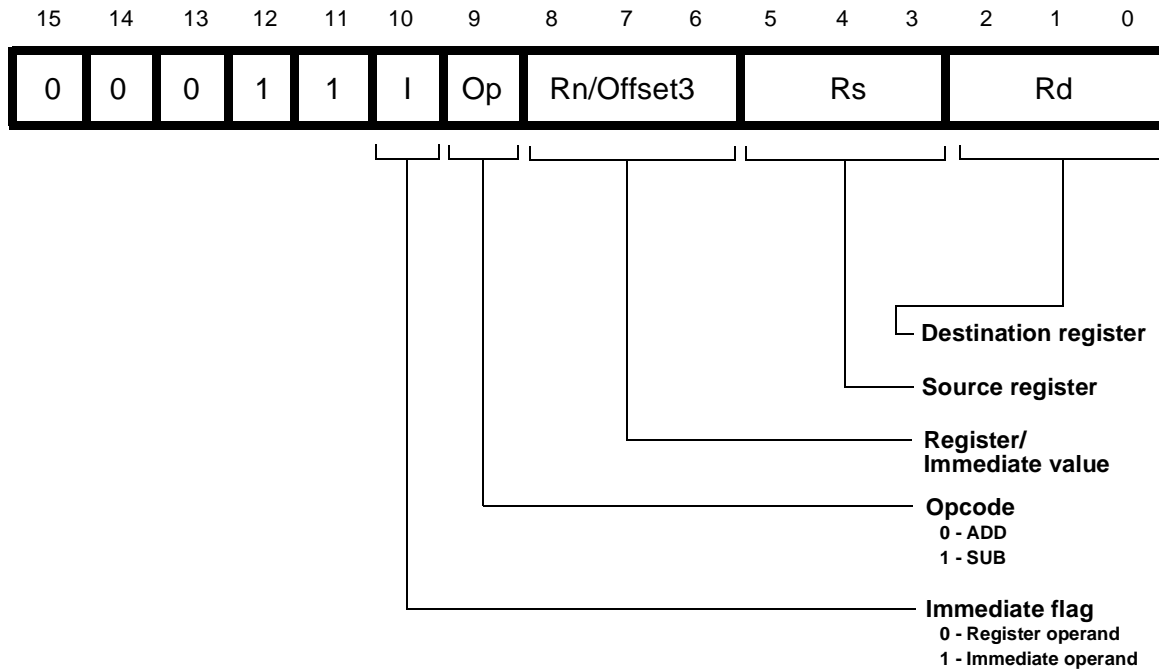 15 14 13 12 11 10 9 8 7 6 5 4 3 2 1 0
0 0 0 1 1 I Op Rn/Offset3 Rs Rd
Destination register
Source register
Register/
Immediate value
Opcode
0 - ADD
1 - SUB
Immediate flag
0 - Register operand
1 - Immediate operand